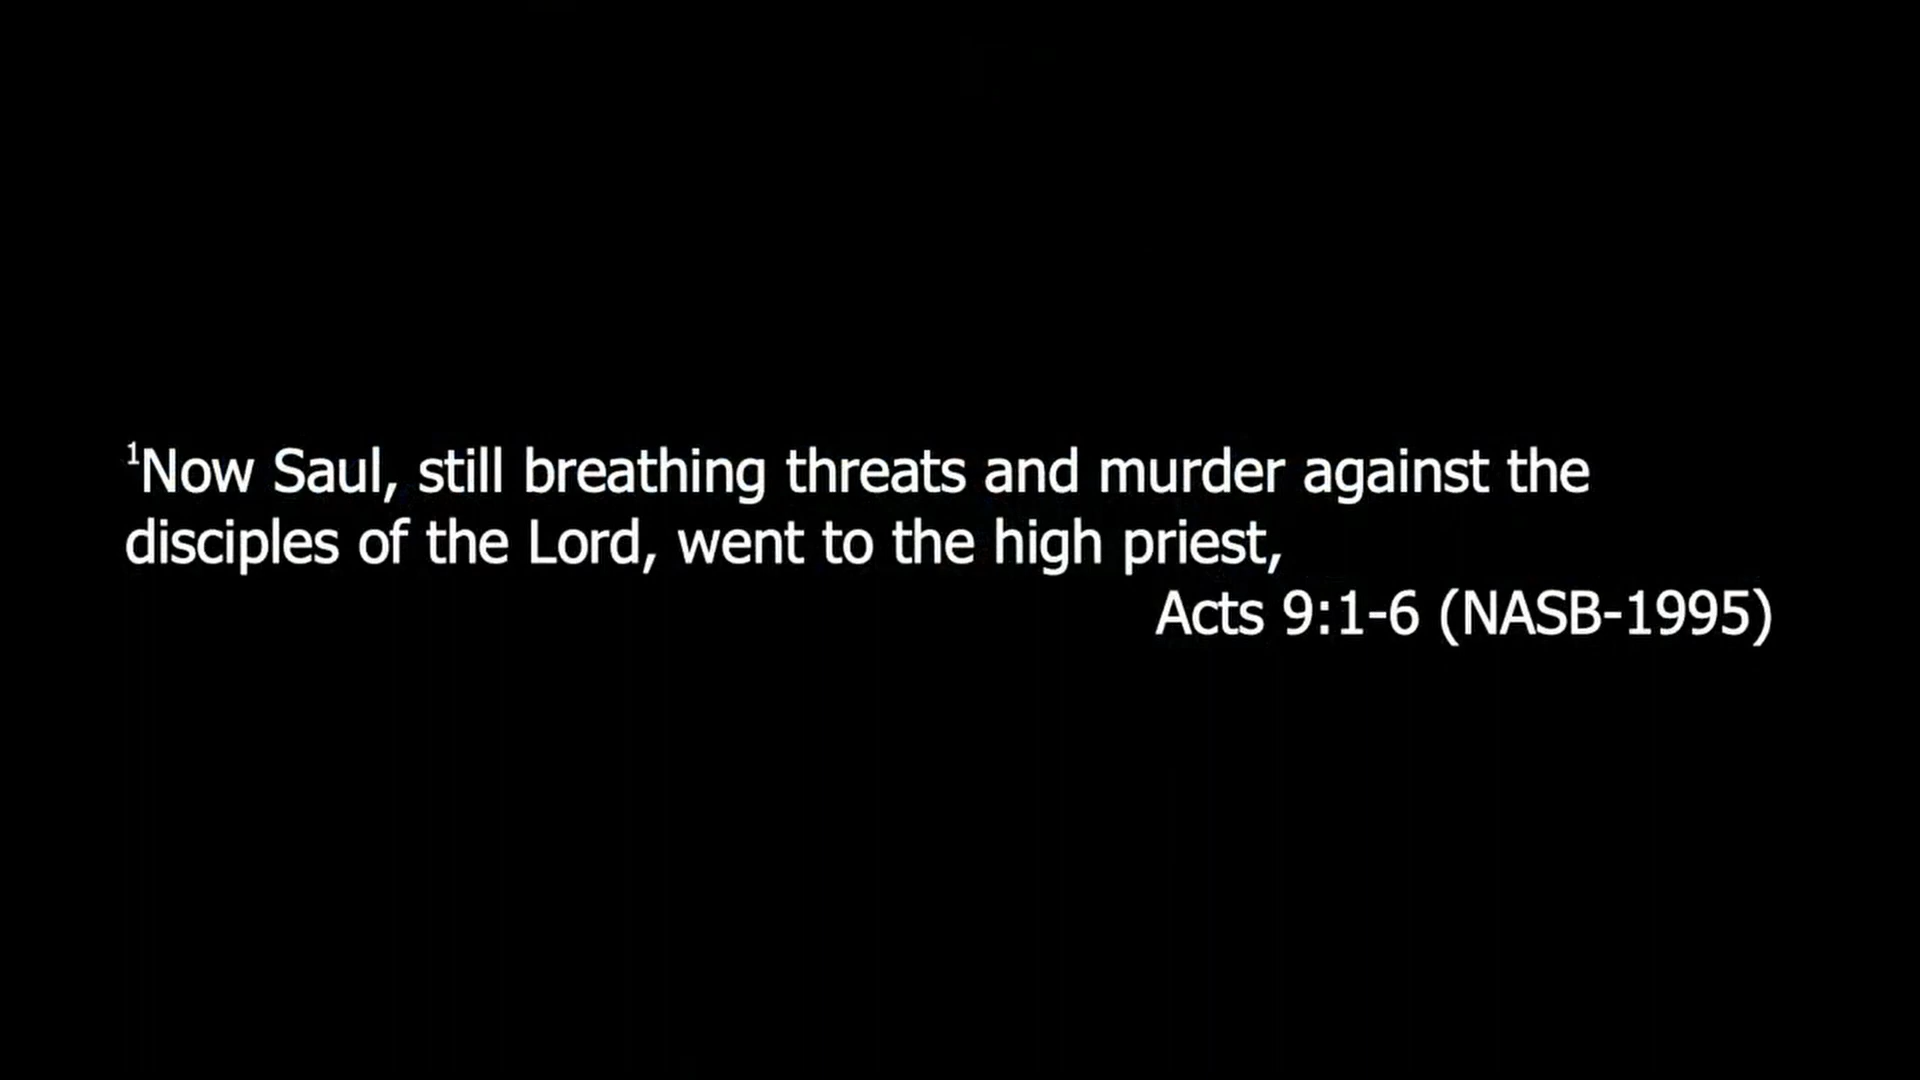 ¹Now Saul, still breathing threats and murder against the
disciples of the Lord, went to the high priest,
Acts 9:1-6 (NASB-1995)